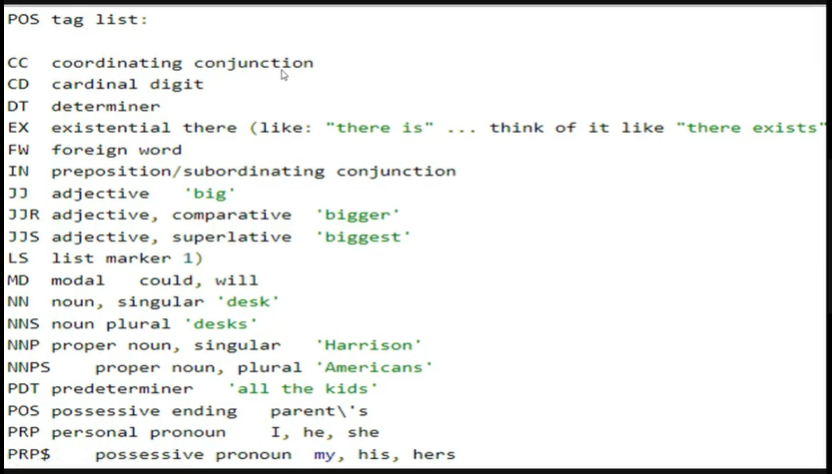 POS tag list:
CC coordinating conjunction
CD cardinal digit
DT determiner
EX existential there (like: "there is" ... think of it like "there exists"
FW foreign word
IN preposition/subordinating conjunction
JJ adjective 'big'
JJR adjective, comparative 'bigger'
JJS adjective, superlative 'biggest'
LS list marker 1)
MD modal could, will
NN noun, singular 'desk'
NNS noun plural 'desks'
NNP proper noun, singular 'Harrison'
NNPS proper noun, plural 'Americans'
PDT predeterminer 'all the kids'
POS possessive ending parent\'s
PRP personal pronoun I, he, she
PRP$ possessive pronoun my, his, hers